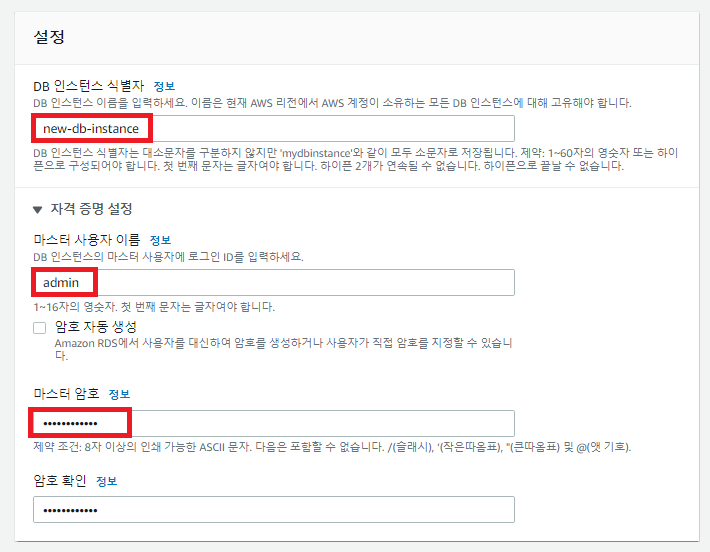 설정
DB 인스턴스 식별자 정보
DB 인스턴스 이름을 입력하세요. 이름은 현재 AWS 리전에서 AWS 계정이 소유하는 모든 DB 인스턴스에 대해 고유해야 합니다.
new-db-instance
DB 인스턴스 식별자는 대소문자를 구분하지 않지만 'mydbinstance'와 같이 모두 소문자로 저장됩니다. 제약: 1~60자의 영숫자 또는 하이
픈으로 구성되어야 합니다. 첫 번째 문자는 글자여야 합니다. 하이픈 2개가 연속될 수 없습니다. 하이픈으로 끝날 수 없습니다.
▼ 자격 증명 설정
마스터 사용자 이름 정보
DB 인스턴스의 마스터 사용자에 로그인 ID를 입력하세요.
admin
1~16자의 영숫자. 첫 번째 문자는 글자여야 합니다.
암호 자동 생성
Amazon RDS에서 사용자를 대신하여 암호를 생성하거나 사용자가 직접 암호를 지정할 수 있습니
다.
마스터 암호 정보
••••••••••••
제약 조건: 8자 이상의 인쇄 가능한 ASCII 문자. 다음은 포함할 수 없습니다. /(슬래시), '(작은따옴표), "(큰따옴표) 및 @(앳 기호).
암호 확인 정보
••••••••••••